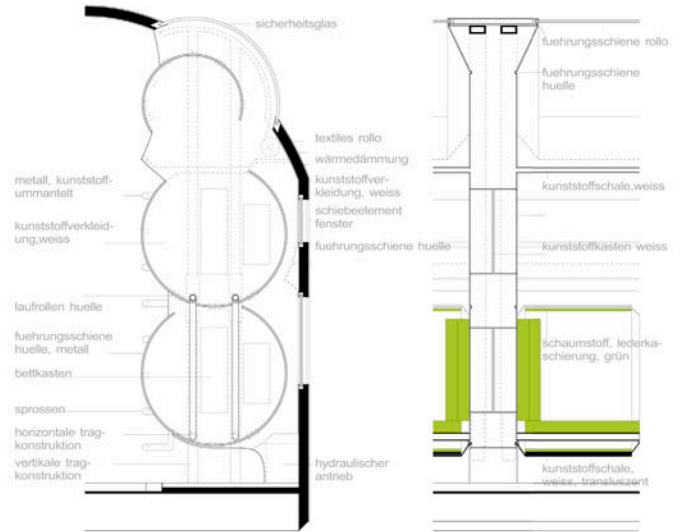 sicherheitsglas
textiles rollo
wärmedämmung
kunststoffver-
kleidung, weiss
schiebeelement
fenster
fuehrungsschiene huelle
metall, kunststoff-
ummantelt
kunststoffverkleid-
ung,weiss
laufrollen huelle
fuehrungsschiene
huelle, metall
bettkasten
sprossen
horizontale trag-
konstruktion
vertikale trag-
konstruktion
hydraulischer
antrieb
fuehrungsschiene rollo
fuehrungsschiene
huelle
kunststoffschale,weiss
kunststoffkasten weiss
schaumstoff, lederka-
schierung, grün
kunststoffschale,
weiss, transluszent